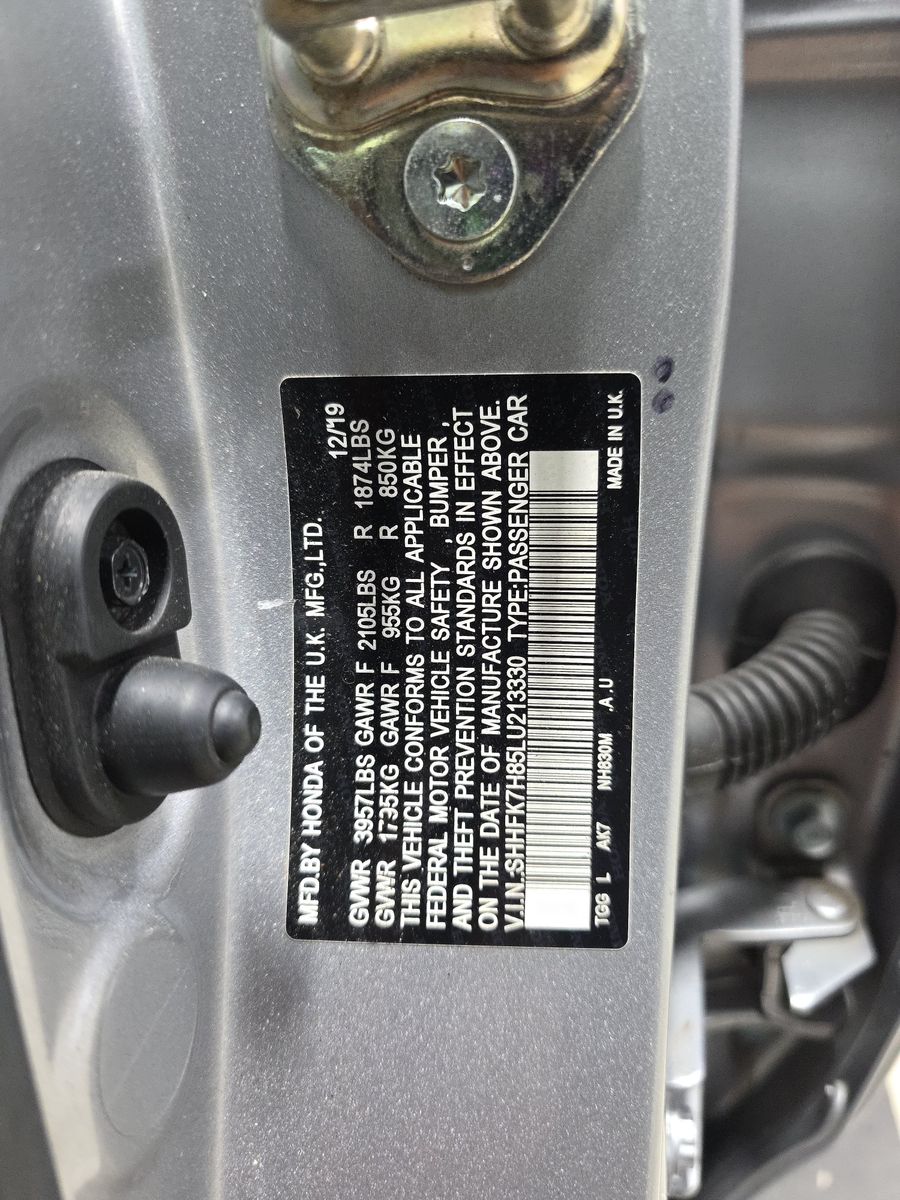 MFD.BY HONDA OF THE U.K. MFG.,LTD. 12/19
GVWR 3957LBS GAWR F 2105LBS R 1874LBS
GVWR 1735KG GAWR F 955KG R 850KG
THIS VEHICLE CONFORMS TO ALL APPLICABLE
FEDERAL MOTOR VEHICLE SAFETY , BUMPER ,
AND THEFT PREVENTION STANDARDS IN EFFECT
ON THE DATE OF MANUFACTURE SHOWN ABOVE.
V.I.N.:SHHFK7H85LU213330 TYPE:PASSENGER CAR
TGG L AK7 NH830M .A.U MADE IN U.K.